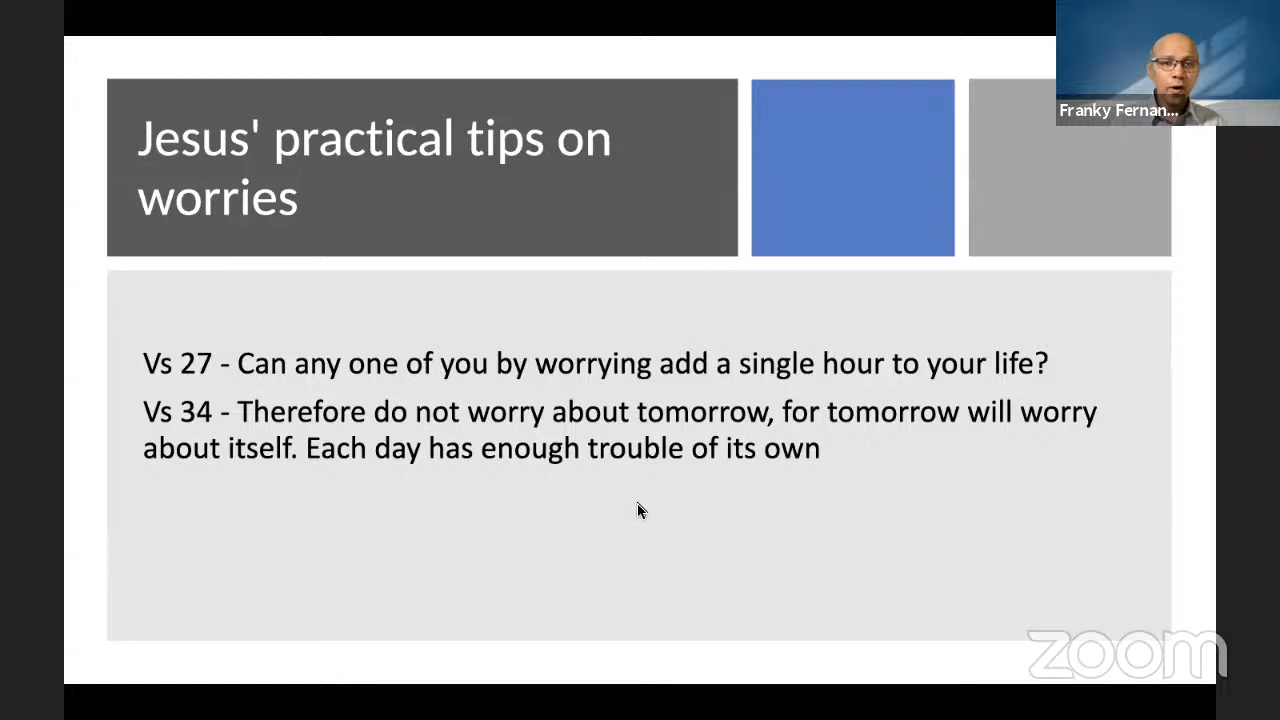 Franky Fernan...
Jesus' practical tips on
worries
Vs 27 - Can any one of you by worrying add a single hour to your life?
Vs 34 - Therefore do not worry about tomorrow, for tomorrow will worry
about itself. Each day has enough trouble of its own
zoom